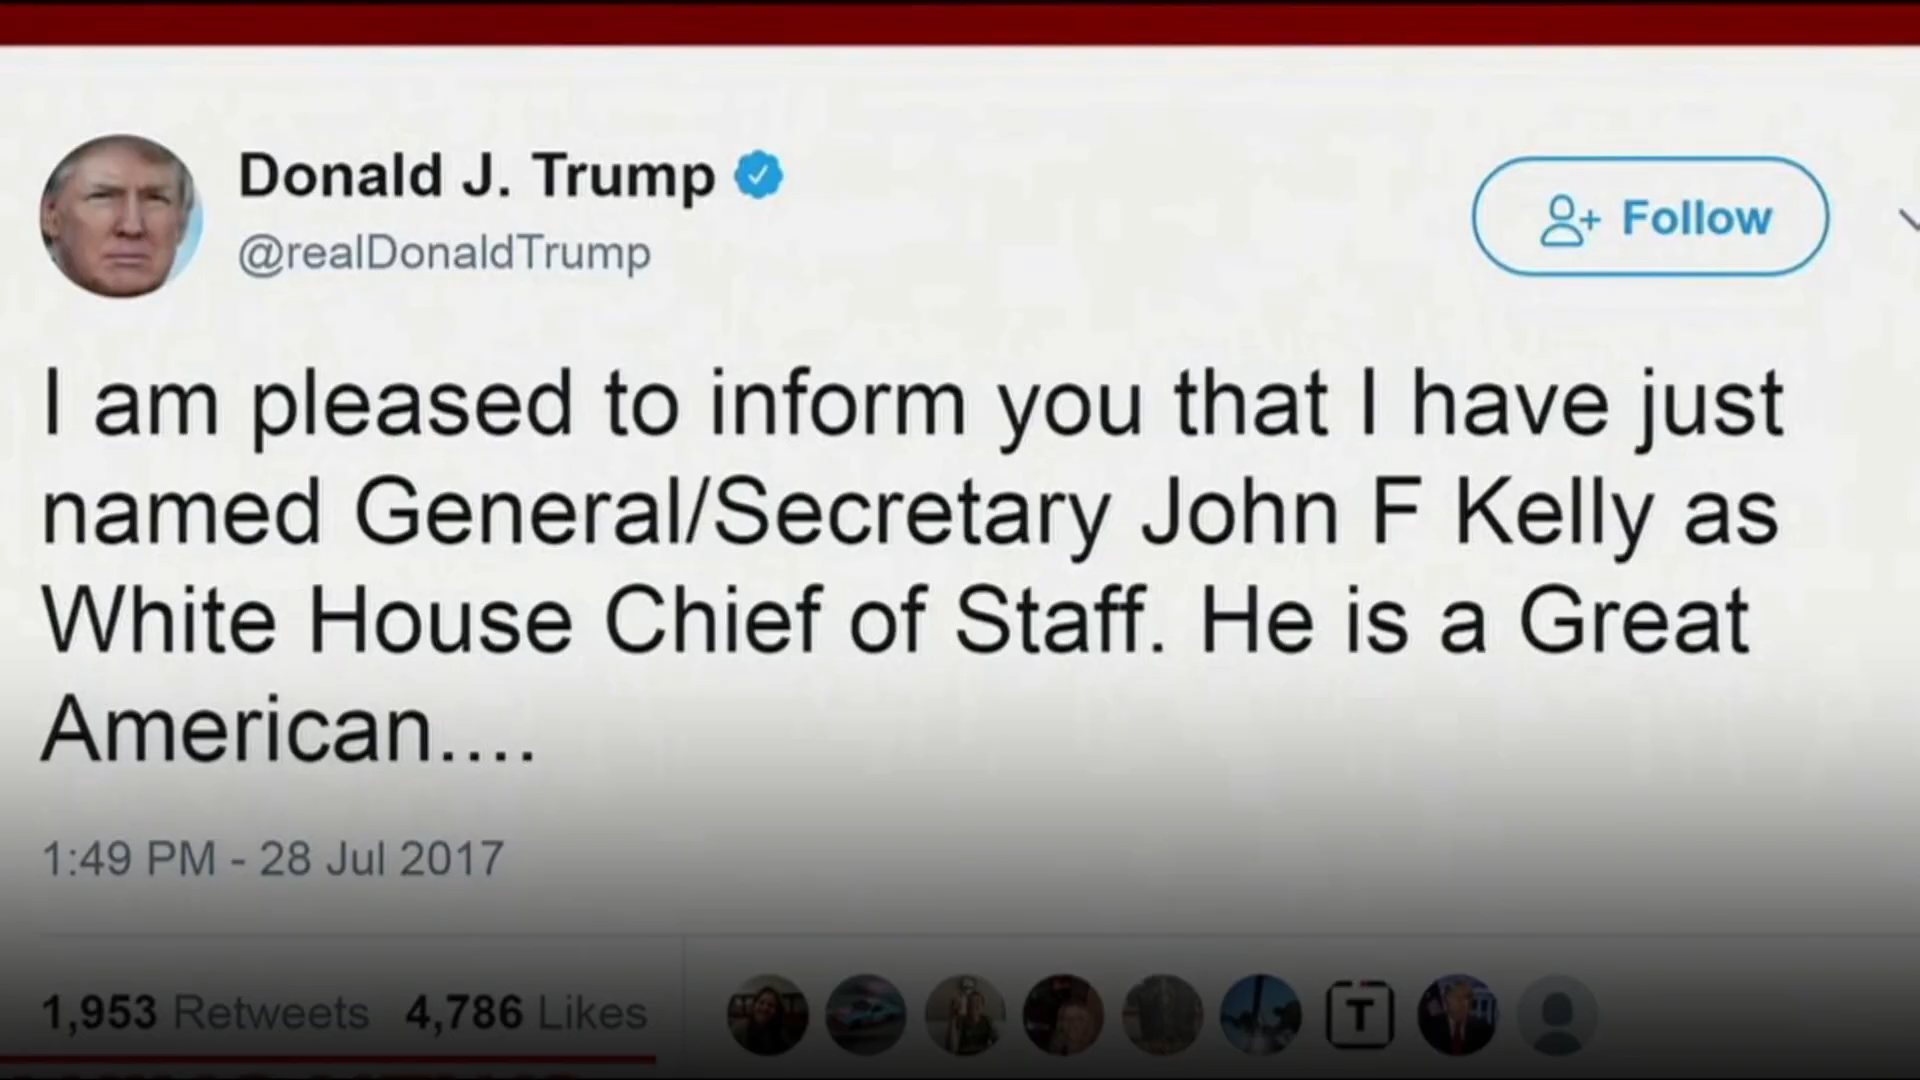 Donald J. Trump
@realDonaldTrump
Follow
I am pleased to inform you that I have just
named General/Secretary John F Kelly as
White House Chief of Staff. He is a Great
American....
1:49 PM - 28 Jul 2017
1,953 Retweets 4,786 Likes
T